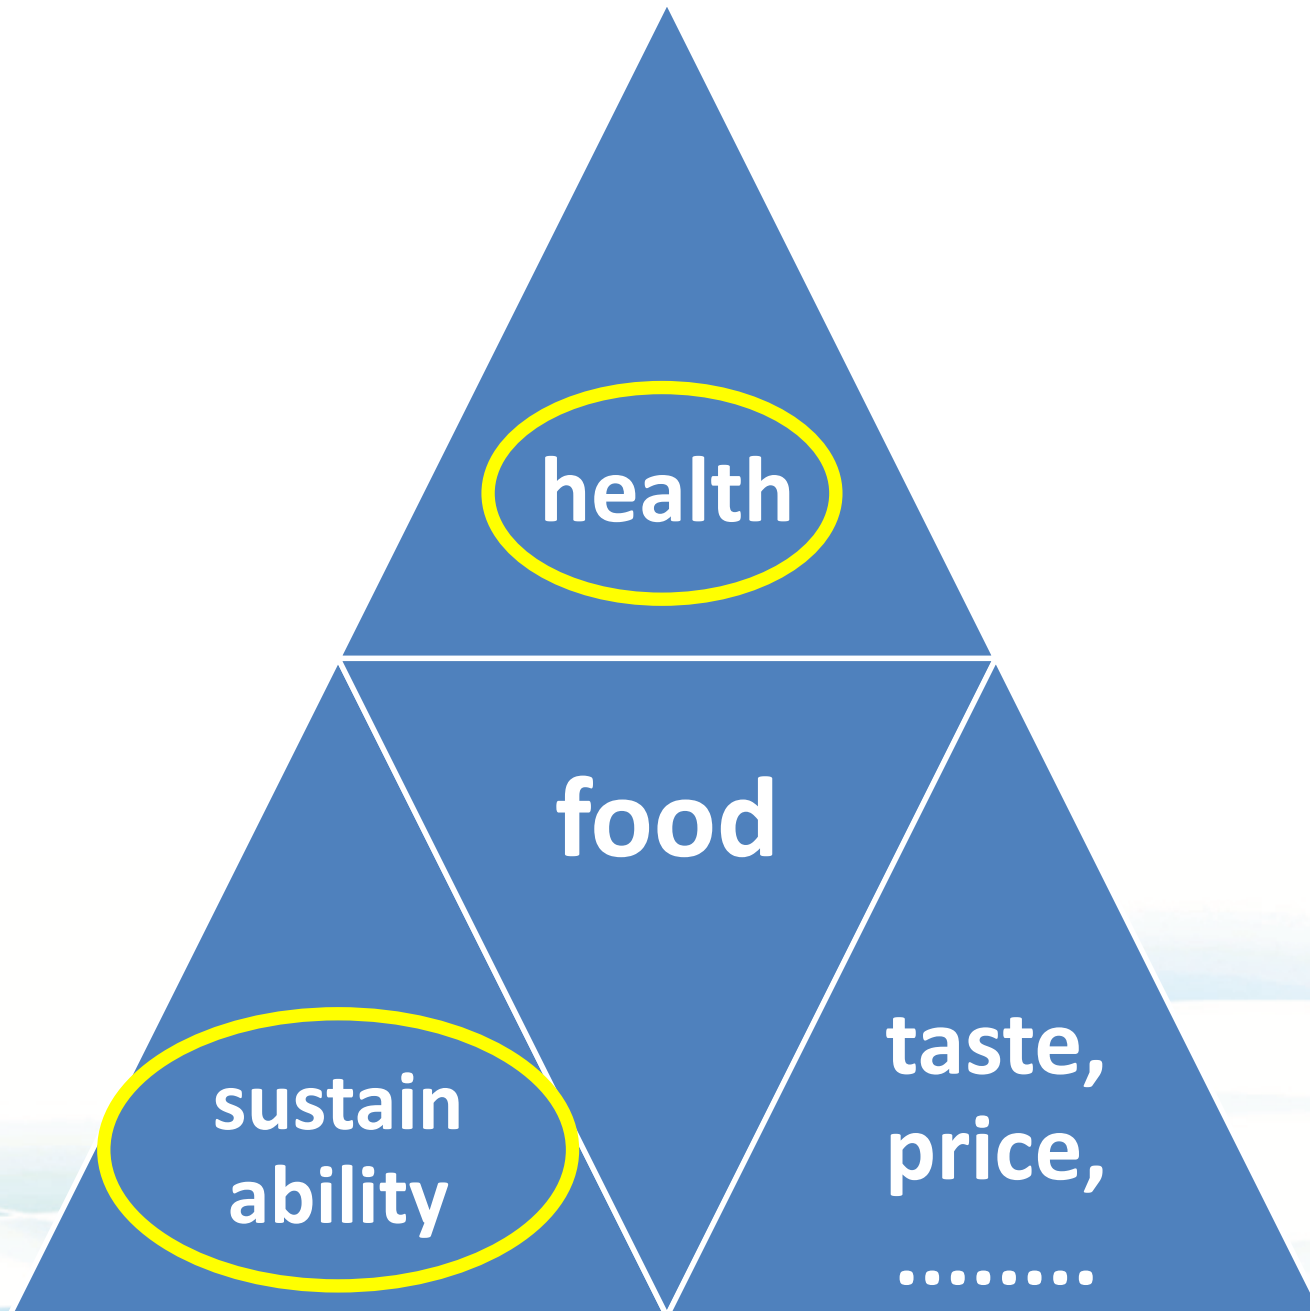 health
food
sustain
ability
taste,
price,
........